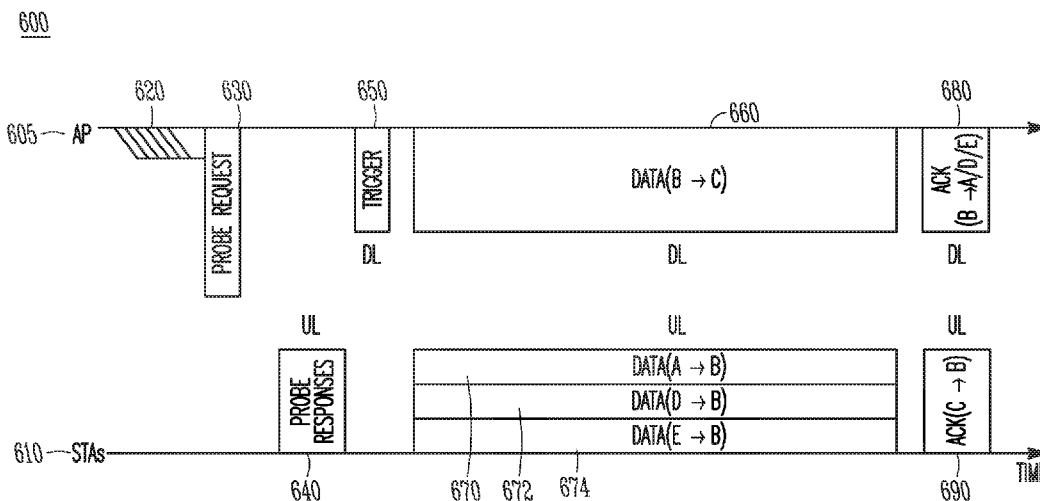 600
620
630
650
660
680
605
AP
PROBE REQUEST
TRIGGER
DATA(B → C)
ACK
(B → A/D/E)
DL
DL
DL
UL
UL
UL
PROBE
RESPONSES
DATA(A → B)
DATA(D → B)
DATA(E → B)
ACK(C → B)
610
STAs
TIME
640
670
672
674
690